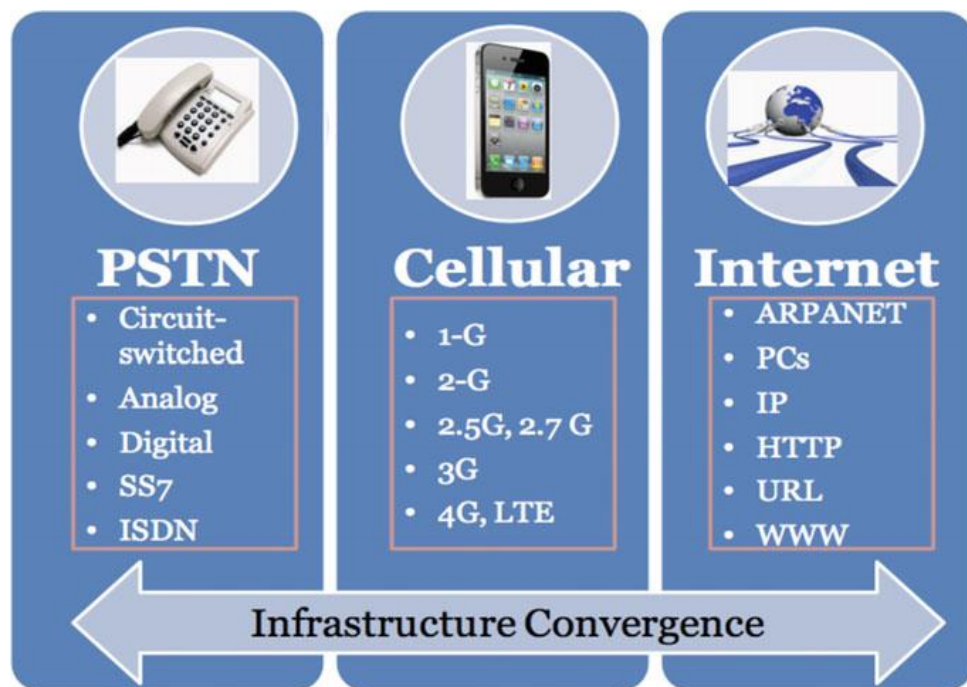 PSTN
• Circuit-
switched
• Analog
• Digital
• SS7
• ISDN
Cellular
• 1-G
• 2-G
• 2.5G, 2.7 G
• 3G
• 4G, LTE
Internet
• ARPANET
• PCs
• IP
• HTTP
• URL
• WWW
Infrastructure Convergence